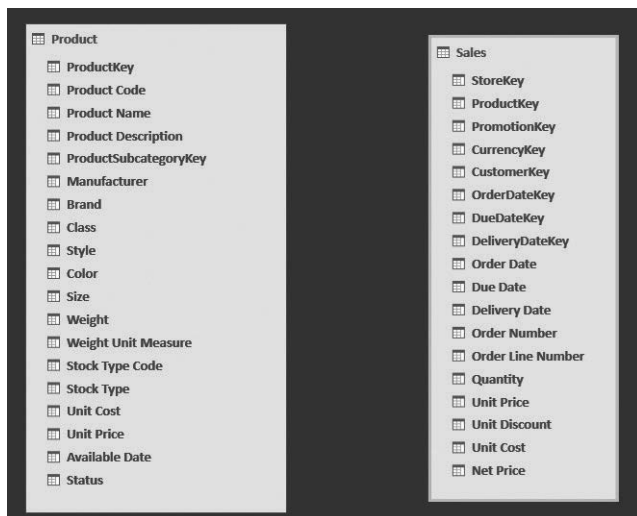 Product
ProductKey
Product Code
Product Name
Product Description
ProductSubcategoryKey
Manufacturer
Brand
Class
Style
Color
Size
Weight
Weight Unit Measure
Stock Type Code
Stock Type
Unit Cost
Unit Price
Available Date
Status
Sales
StoreKey
ProductKey
PromotionKey
CurrencyKey
CustomerKey
OrderDateKey
DueDateKey
DeliveryDateKey
Order Date
Due Date
Delivery Date
Order Number
Order Line Number
Quantity
Unit Price
Unit Discount
Unit Cost
Net Price